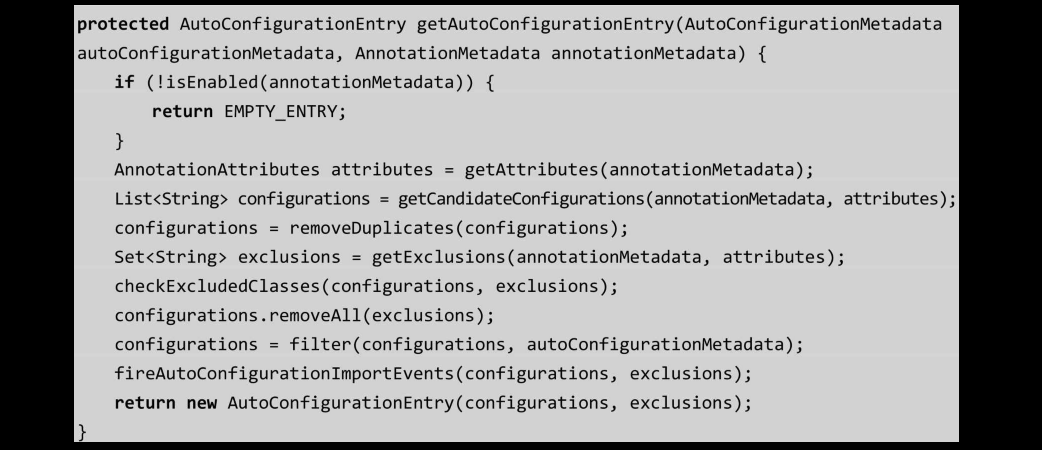 protected AutoConfigurationEntry getAutoConfigurationEntry(AutoConfigurationMetadata
autoConfigurationMetadata, AnnotationMetadata annotationMetadata) {
    if (!isEnabled(annotationMetadata)) {
        return EMPTY_ENTRY;
    }
    AnnotationAttributes attributes = getAttributes(annotationMetadata);
    List<String> configurations = getCandidateConfigurations(annotationMetadata, attributes);
    configurations = removeDuplicates(configurations);
    Set<String> exclusions = getExclusions(annotationMetadata, attributes);
    checkExcludedClasses(configurations, exclusions);
    configurations.removeAll(exclusions);
    configurations = filter(configurations, autoConfigurationMetadata);
    fireAutoConfigurationImportEvents(configurations, exclusions);
    return new AutoConfigurationEntry(configurations, exclusions);
}